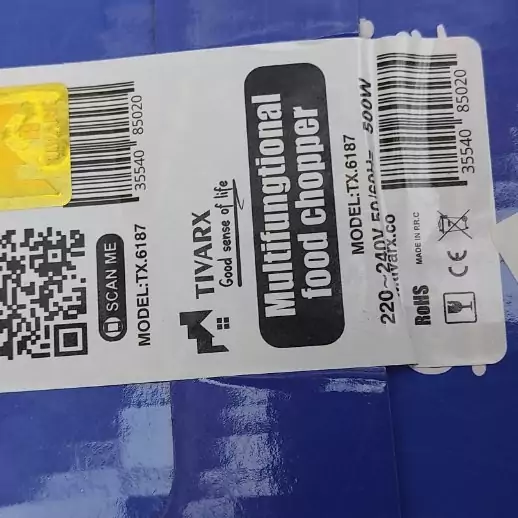 35540 85020
SCAN ME
MODEL:TX.6187
TIVARX
Good sense of life
Multifungtional
food chopper
MODEL:TX.6187
220~240V 50/60Hz 500W
RoHS
CE
MADE IN P.R.C
35540 85020